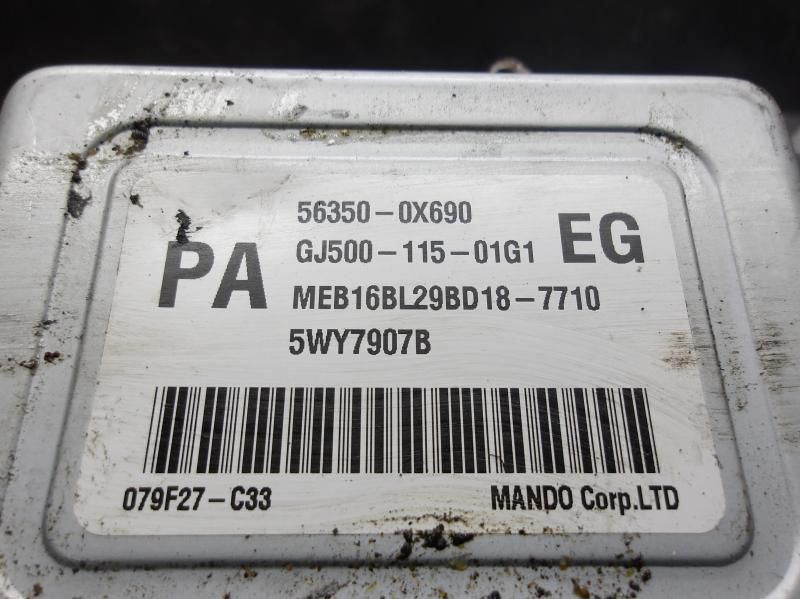 56350-0X690
PA GJ500-115-01G1 EG
MEB16BL29BD18-7710
5WY7907B
079F27-C33 MANDO Corp.LTD